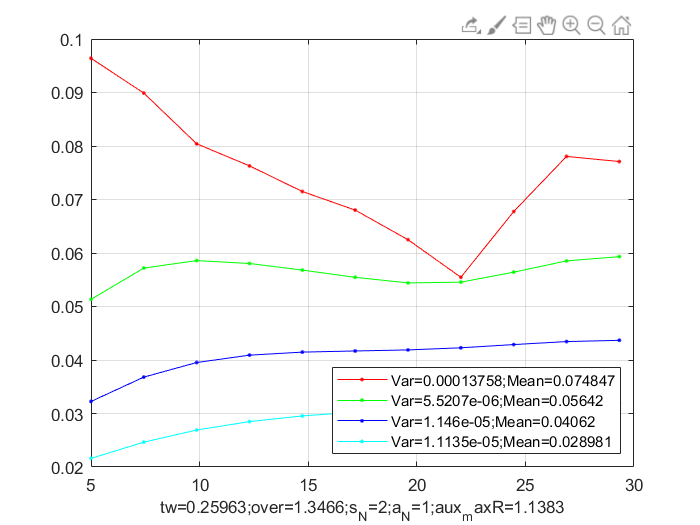 0.1
0.09
0.08
0.07
0.06
0.05
0.04
0.03
0.02
Var=0.00013758;Mean=0.074847
Var=5.5207e-06;Mean=0.05642
Var=1.146e-05;Mean=0.04062
Var=1.1135e-05;Mean=0.028981
5 10 15 20 25 30
tw=0.25963;over=1.3466;s_N=2;a_N=1;aux_maxR=1.1383